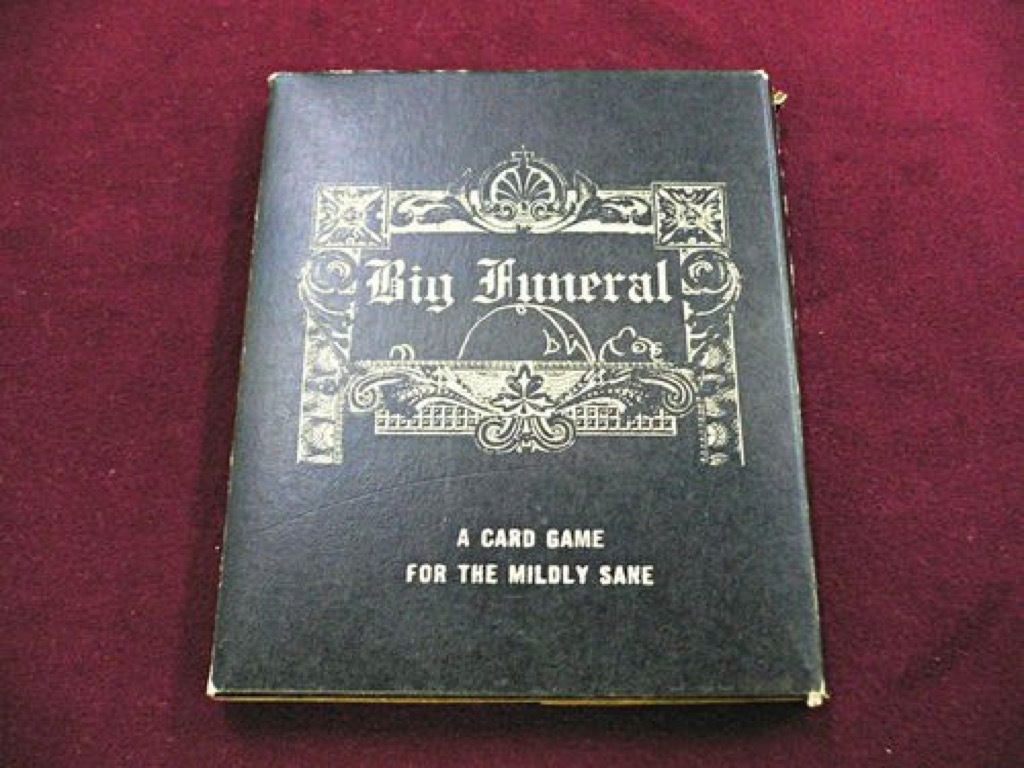 Big Funeral
A CARD GAME
FOR THE MILDLY SANE